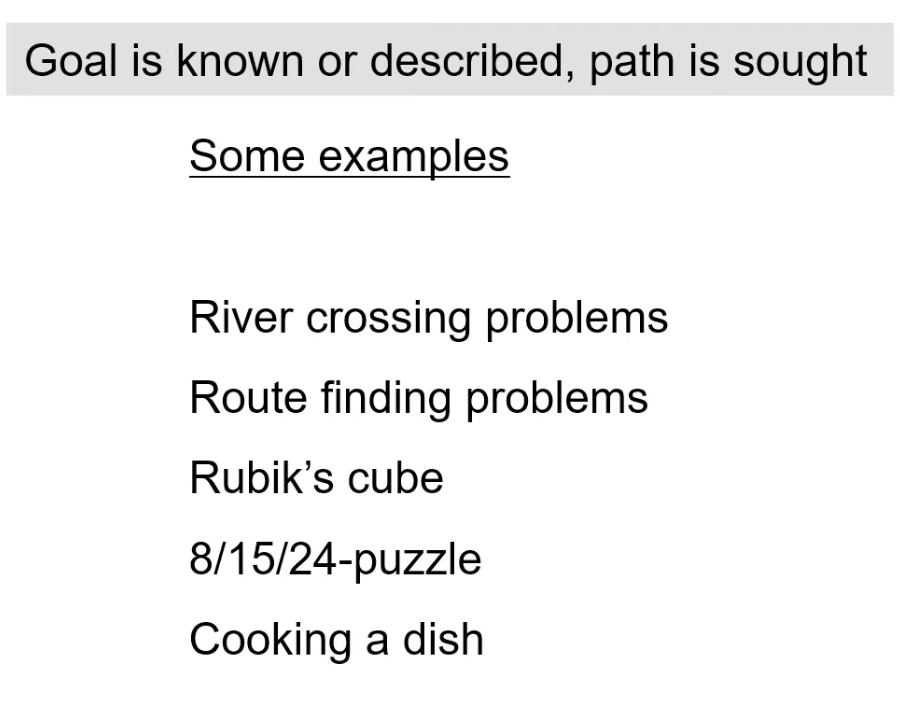 Goal is known or described, path is sought
Some examples
River crossing problems
Route finding problems
Rubik’s cube
8/15/24-puzzle
Cooking a dish